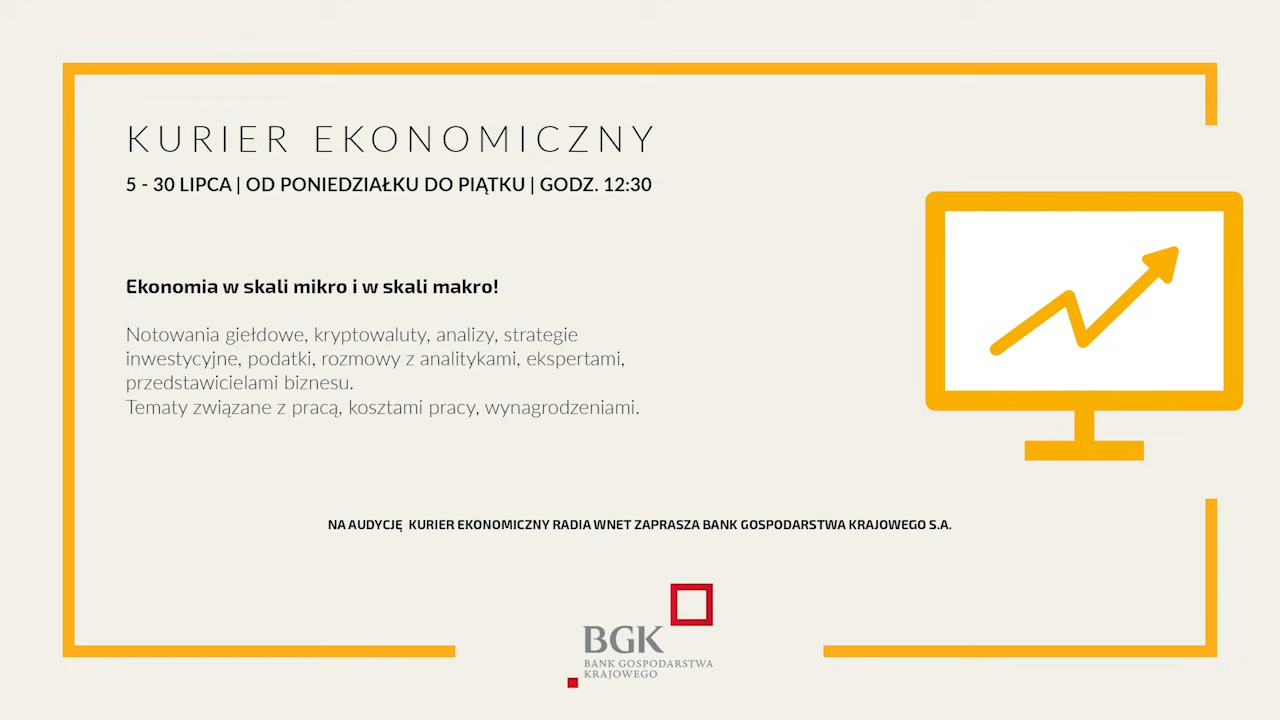 KURIER EKONOMICZNY
5 - 30 LIPCA | OD PONIEDZIAŁKU DO PIĄTKU | GODZ. 12:30
Ekonomia w skali mikro i w skali makro!
Notowania giełdowe, kryptowaluty, analizy, strategie
inwestycyjne, podatki, rozmowy z analitykami, ekspertami,
przedstawicielami biznesu.
Tematy związane z pracą, kosztami pracy, wynagrodzeniami.
NA AUDYCJĘ KURIER EKONOMICZNY RADIA WNET ZAPRASZA BANK GOSPODARSTWA KRAJOWEGO S.A.
BGK
BANK GOSPODARSTWA
KRAJOWEGO